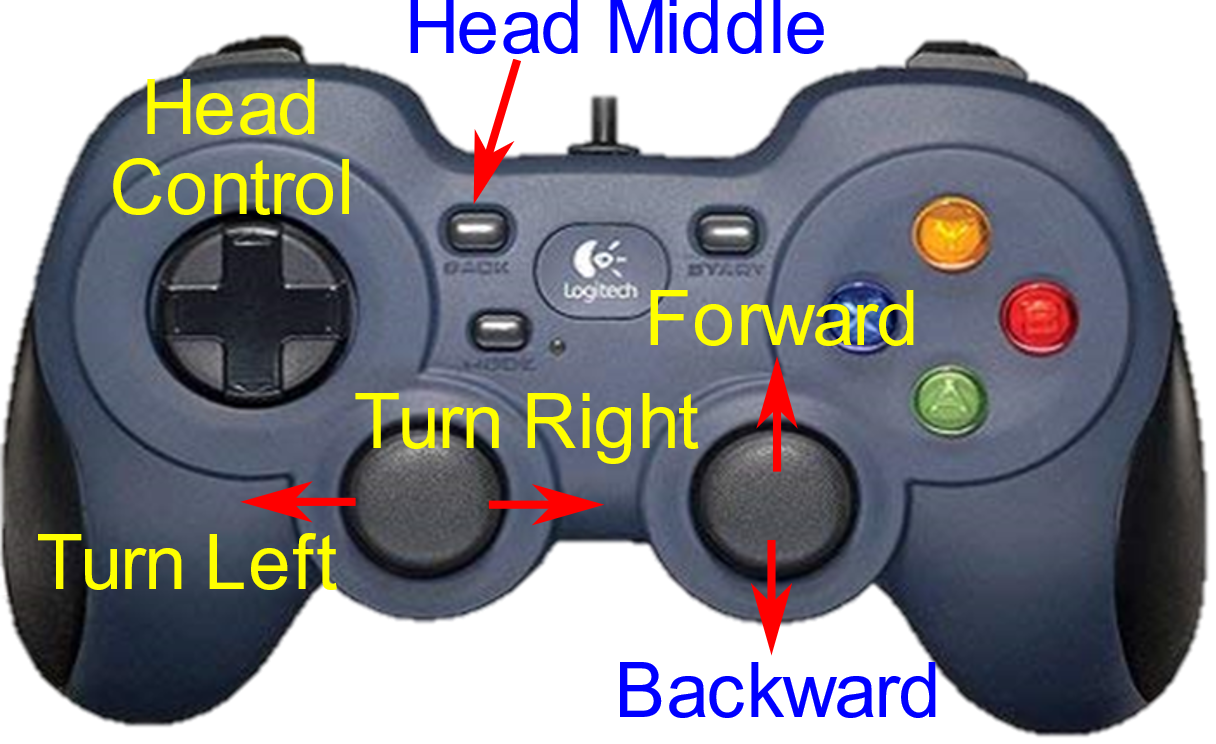 Head Middle
Head
Control
BACK
START
Logitech
Forward
Y
X
B
A
MODE
Turn Right
Turn Left
Backward